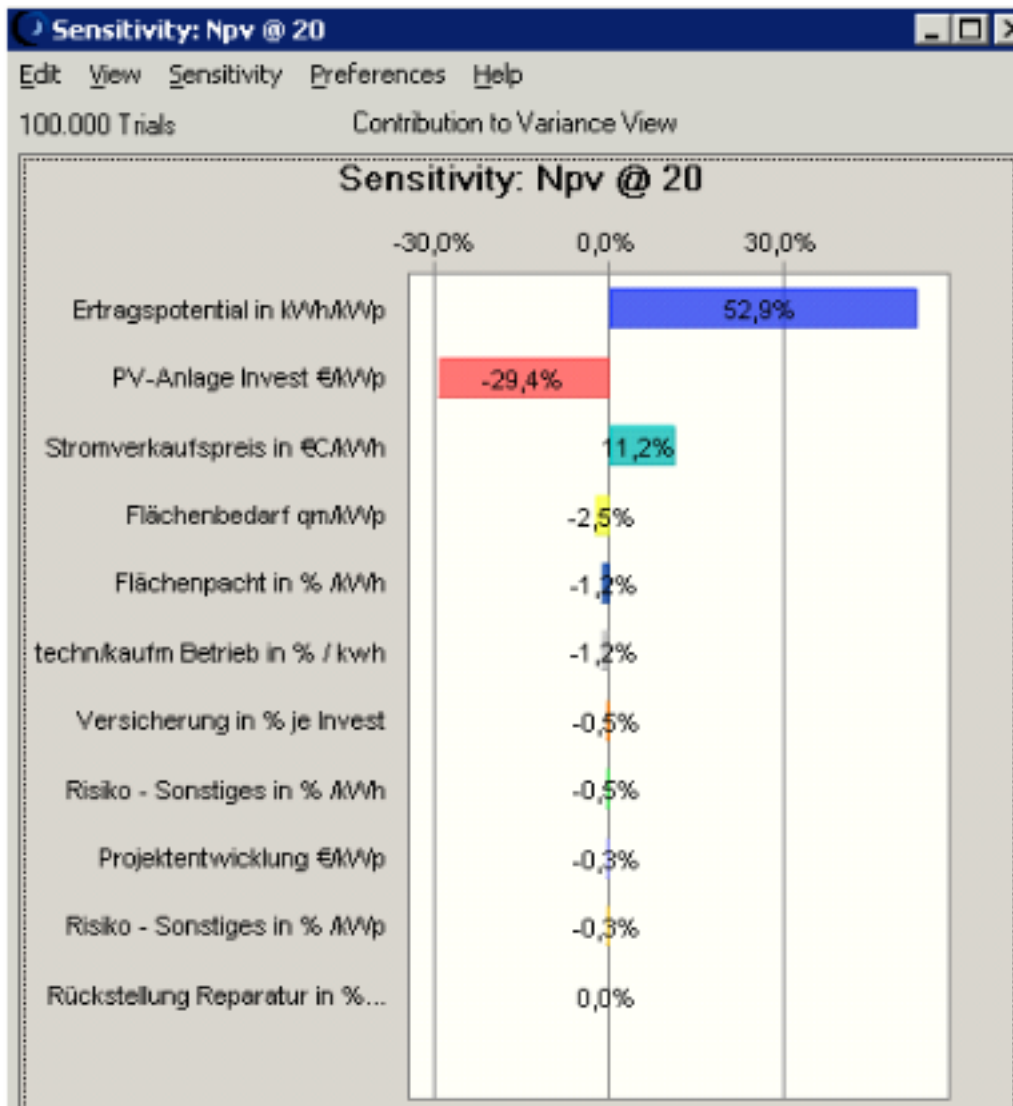 Sensitivity: Npv @ 20
Edit View Sensitivity Preferences Help
100.000 Trials Contribution to Variance View
Sensitivity: Npv @ 20
-30,0% 0,0% 30,0%
Ertragspotential in kWh/kWp 52,9%
PV-Anlage Invest €/kWp -29,4%
Stromverkaufspreis in €C/kWh 11,2%
Flächenbedarf qm/kWp -2,5%
Flächenpacht in % /kWh -1,2%
techn/kaufm Betrieb in % / kwh -1,2%
Versicherung in % je Invest -0,5%
Risiko - Sonstiges in % /kWh -0,5%
Projektentwicklung €/kWp -0,3%
Risiko - Sonstiges in % /kWp -0,3%
Rückstellung Reparatur in %... 0,0%